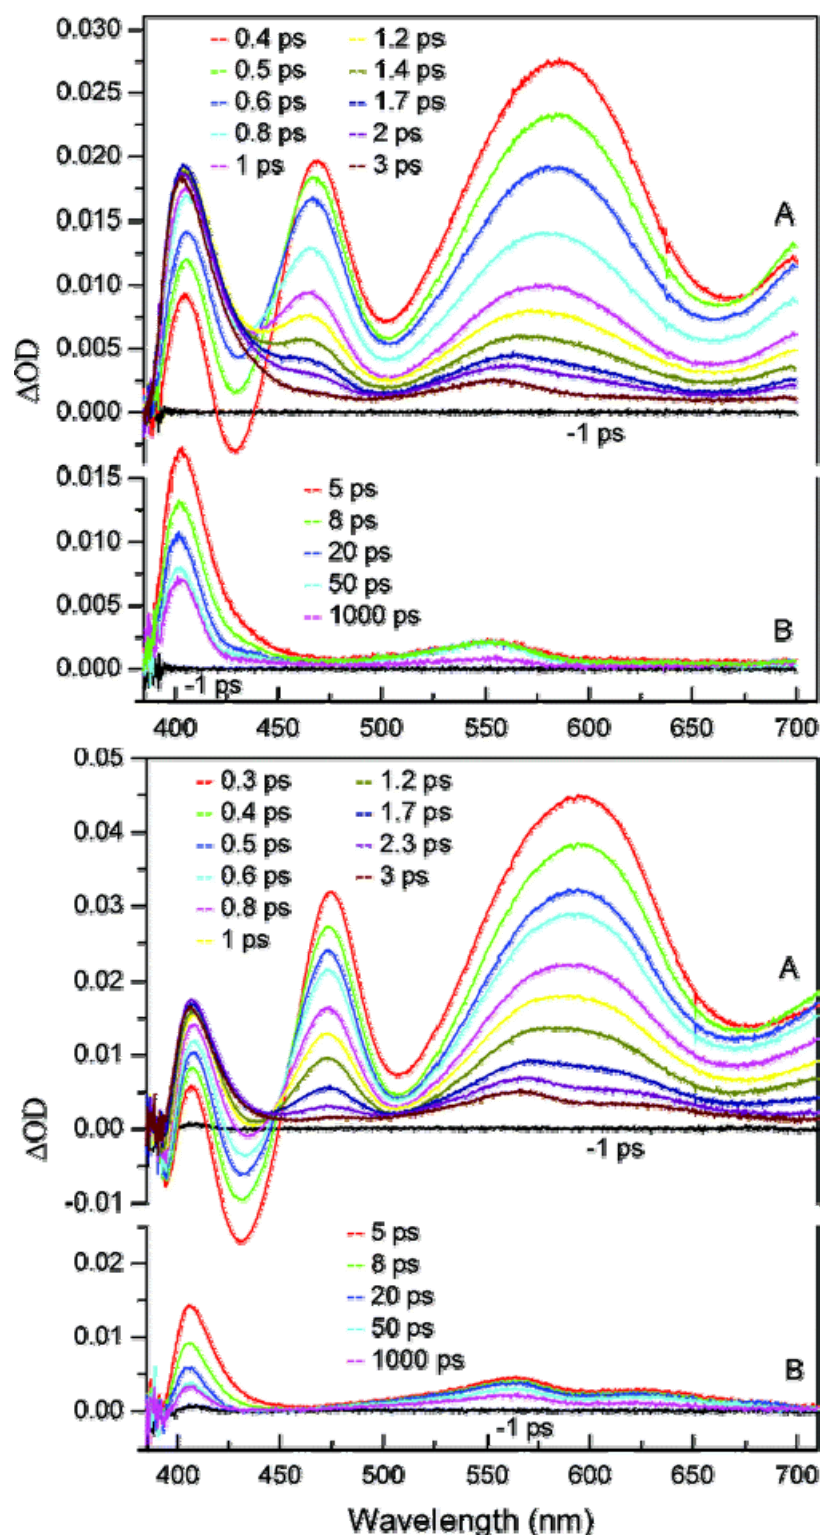 0.030
0.4 ps 1.2 ps
0.025
0.5 ps 1.4 ps
0.6 ps 1.7 ps
0.020
0.8 ps 2 ps
1 ps 3 ps
0.015
A
0.010
0.005
ΔOD
0.000
-1 ps
0.015
5 ps
8 ps
0.010
20 ps
50 ps
0.005
1000 ps
B
0.000
-1 ps
400 450 500 550 600 650 700
0.05
0.3 ps 1.2 ps
0.4 ps 1.7 ps
0.04
0.5 ps 2.3 ps
0.6 ps 3 ps
0.03
0.8 ps
1 ps
A
0.02
0.01
0.00
ΔOD
-1 ps
-0.01
5 ps
0.02
8 ps
20 ps
0.01
50 ps
1000 ps
B
0.00
-1 ps
400 450 500 550 600 650 700
Wavelength (nm)